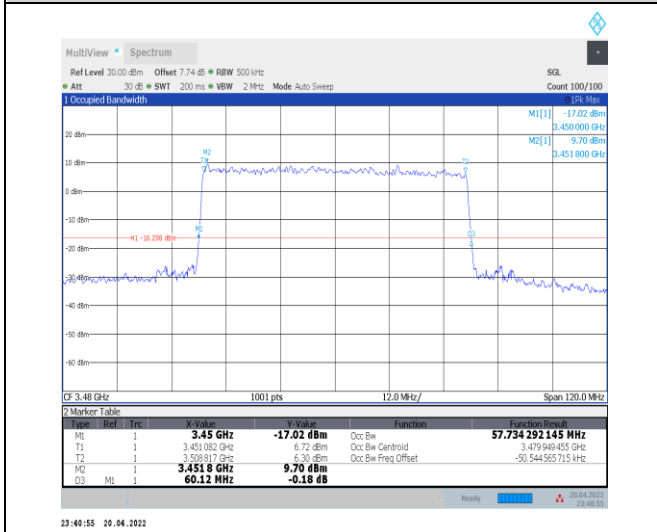 MultiView Spectrum
Ref Level 30.00 dBm Offset 7.74 dB RBW 500 kHz SGL
Att 30 dB SWT 200 ms VBW 2 MHz Mode Auto Sweep Count 100/100
1 Occupied Bandwidth 1Pk Max
M1[1] -17.02 dBm
3.450 000 GHz
M2[1] 9.70 dBm
3.451 800 GHz
20 dBm
M2
T1
T2
10 dBm
0 dBm
-10 dBm
M1
D3
H1 -16.298 dBm
-20 dBm
-30 dBm
-40 dBm
-50 dBm
-60 dBm
CF 3.48 GHz 1001 pts 12.0 MHz/ Span 120.0 MHz
2 Marker Table
Type Ref Trc X-Value Y-Value Function Function Result
M1 1 3.45 GHz -17.02 dBm Occ Bw 57.734 292 145 MHz
T1 1 3.451 082 GHz 6.72 dBm Occ Bw Centroid 3.479 949 455 GHz
T2 1 3.508 817 GHz 6.30 dBm Occ Bw Freq Offset -50.544 565 715 kHz
M2 1 3.451 8 GHz 9.70 dBm
D3 M1 1 60.12 MHz -0.18 dB
Ready 20.04.2022
23:40:55
23:40:55 20.04.2022